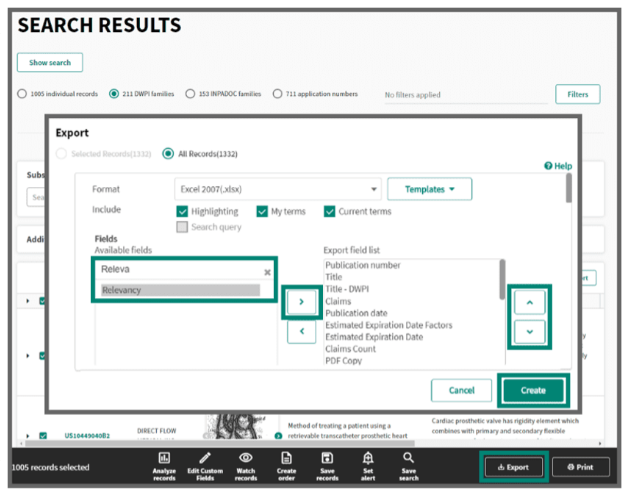 SEARCH RESULTS
Show search
1005 individual records
211 DWPI families
153 INPADOC families
711 application numbers
No filters applied
Filters
Export
Selected Records(1332)
All Records(1332)
Help
Subs
Sea
Format
Excel 2007(.xlsx)
Templates
Include
Highlighting
My terms
Current terms
Search query
Addi
Fields
Available fields
Export field list
Releva
Relevancy
Publication number
Title
Title - DWPI
Claims
Publication date
Estimated Expiration Date Factors
Estimated Expiration Date
Claims Count
PDF Copy
Cancel
Create
US10449040B2
DIRECT FLOW
Method of treating a patient using a
retrievable transcatheter prosthetic heart
Cardiac prosthetic valve has rigidity element which
combines with primary and secondary flexible
1005 records selected
Analyze
records
Edit Custom
Fields
Watch
records
Create
order
Save
records
Set
alert
Save
search
Export
Print